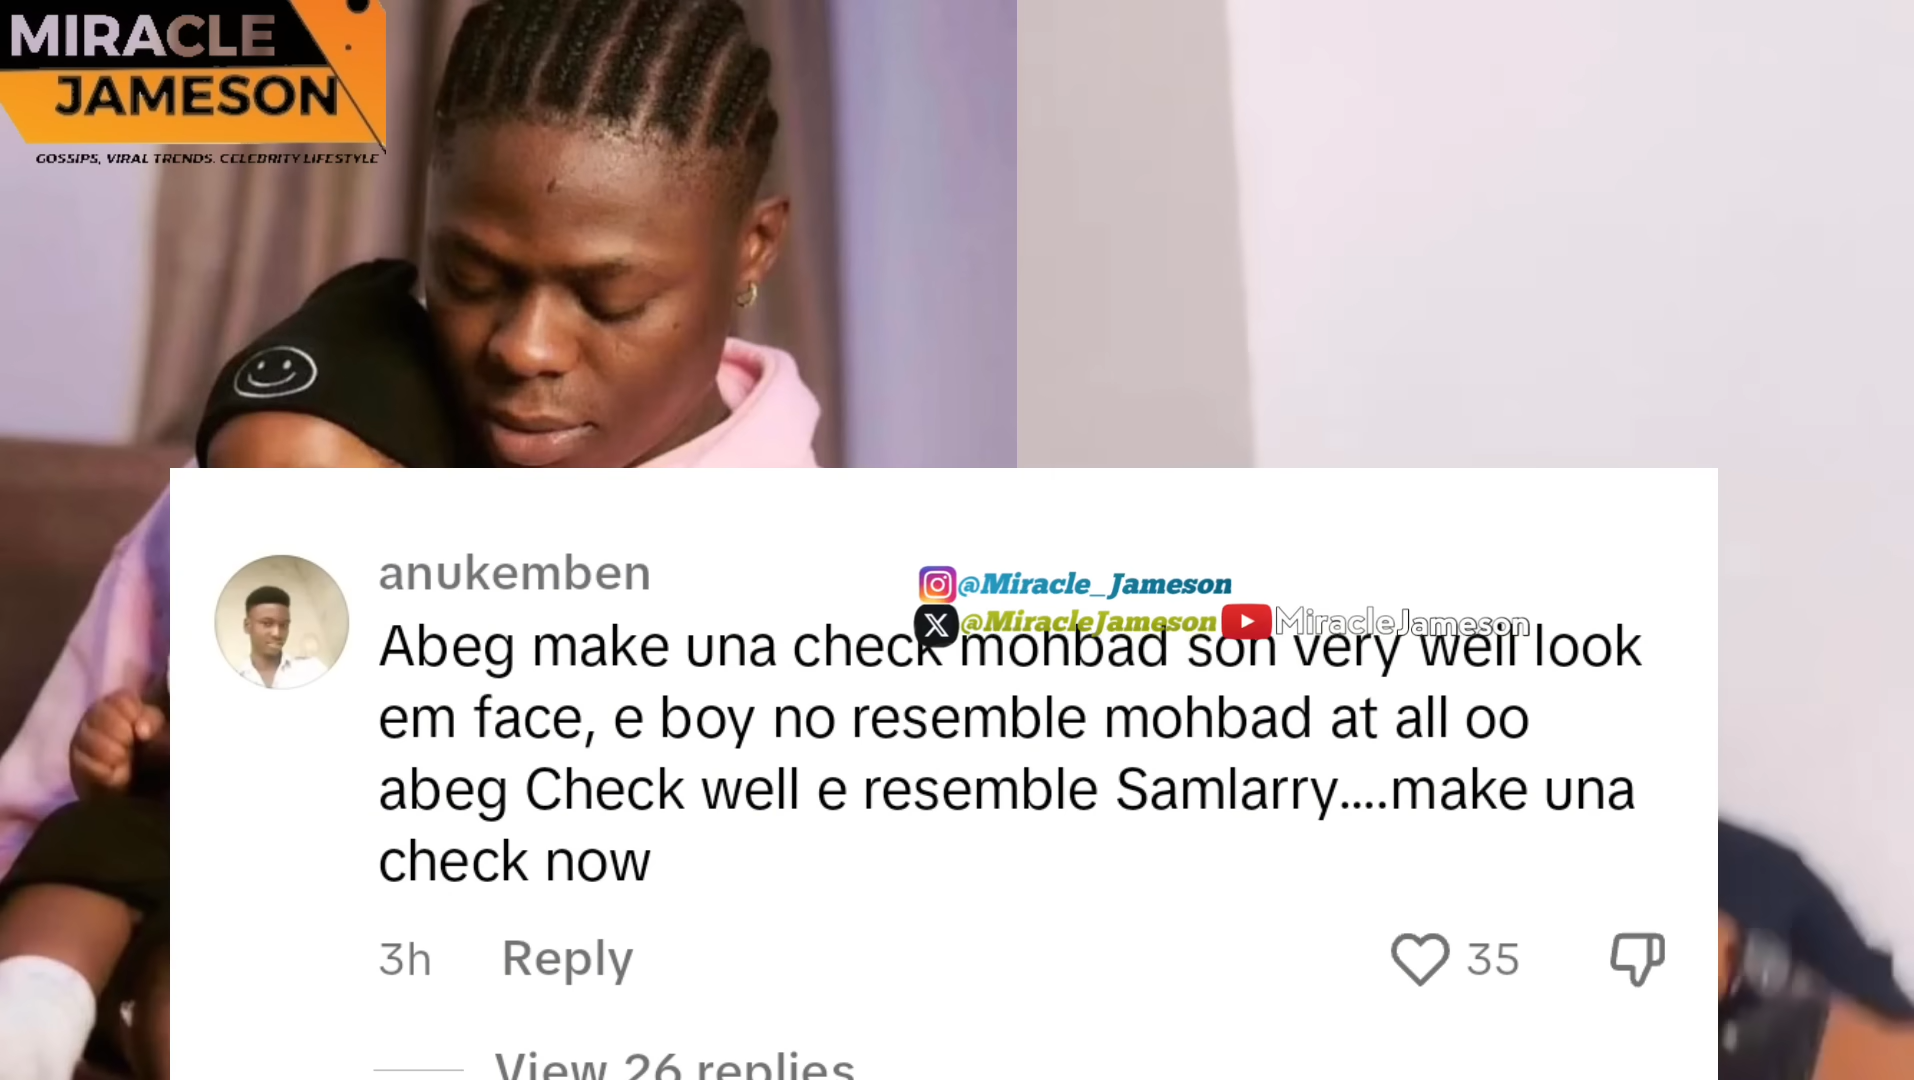 MIRACLE
JAMESON
GOSSIPS, VIRAL TRENDS. CELEBRITY LIFESTYLE
anukemben
@Miracle_Jameson
@MiracleJameson MiracleJameson
Abeg make una check mohbad son very well look
em face, e boy no resemble mohbad at all oo
abeg Check well e resemble Samlarry....make una
check now
3h Reply 35
View 26 replies